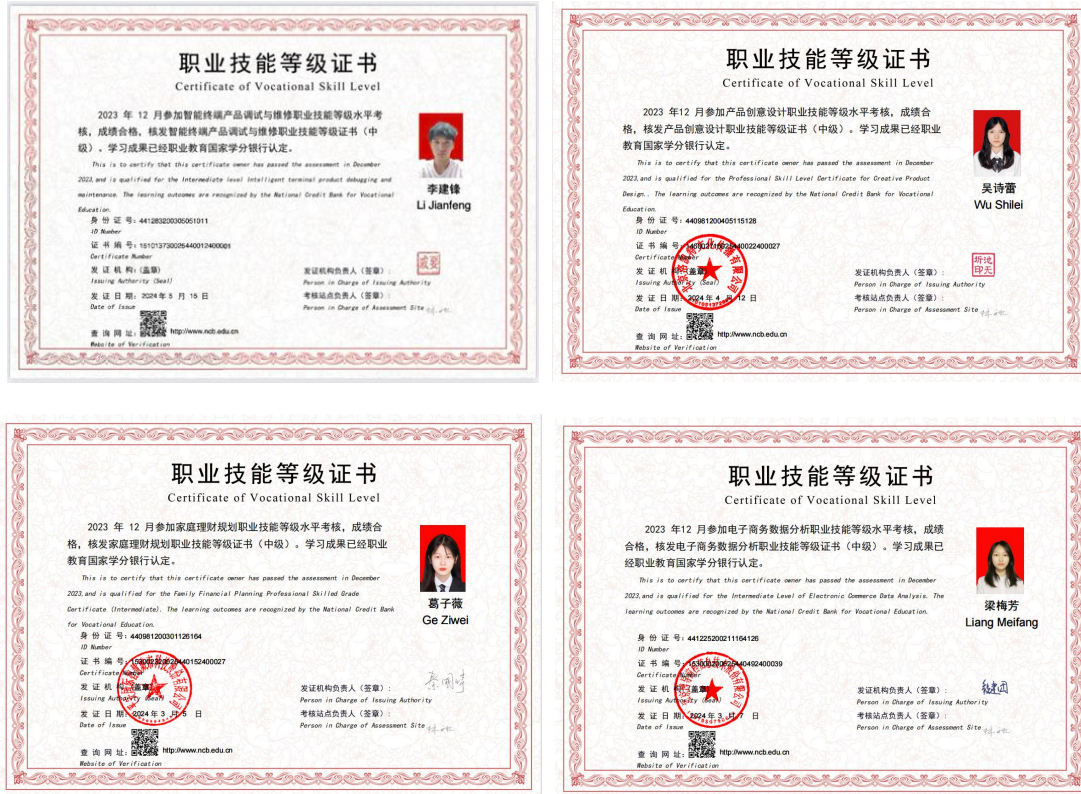 职业技能等级证书
Certificate of Vocational Skill Level
2023 年 12 月参加智能终端产品调试与维修职业技能等级水平考
核，成绩合格，核发智能终端产品调试与维修职业技能等级证书（中
级）。学习成果已经职业教育国家学分银行认定。
This is to certify that this certificate owner has passed the assessment in December
2023,and is qualified for the Intermediate level Intelligent terminal product debugging and
maintenance. The learning outcomes are recognized by the National Credit Bank for Vocational
Education.
李建锋
Li Jianfeng
身 份 证 号: 441283200305051011
ID Number
证 书 编 号:
Certificate Number
发 证 机 构:(盖章)
Issuing Authority (Seal)
发 证 日 期: 2024 年 5 月 15 日
Date of Issue
查 询 网 址: http://www.ncb.edu.cn
Website of Verification
发证机构负责人（签章）:
Person in Charge of Issuing Authority
考核站点负责人（签章）:
Person in Charge of Assessment Site
职业技能等级证书
Certificate of Vocational Skill Level
2023 年12 月参加产品创意设计职业技能等级水平考核，成绩合
格，核发产品创意设计职业技能等级证书（中级）。学习成果已经职业
教育国家学分银行认定。
This is to certify that this certificate owner has passed the assessment in December
2023,and is qualified for the Professional Skill Level Certificate for Creative Product
Design.. The learning outcomes are recognized by the National Credit Bank for Vocational
Education.
吴诗蕾
Wu Shilei
身 份 证 号: 440981200405115128
ID Number
证 书 编 号:
Certificate Number
发 证 机 构:(盖章)
Issuing Authority (Seal)
发 证 日 期: 2024 年 4 月 12 日
Date of Issue
查 询 网 址: http://www.ncb.edu.cn
Website of Verification
发证机构负责人（签章）:
Person in Charge of Issuing Authority
考核站点负责人（签章）:
Person in Charge of Assessment Site
职业技能等级证书
Certificate of Vocational Skill Level
2023 年 12 月参加家庭理财规划职业技能等级水平考核，成绩合
格，核发家庭理财规划职业技能等级证书（中级）。学习成果已经职业
教育国家学分银行认定。
This is to certify that this certificate owner has passed the assessment in December
2023,and is qualified for the Family Financial Planning Professional Skilled Grade
Certificate (Intermediate). The learning outcomes are recognized by the National Credit Bank
for Vocational Education.
葛子薇
Ge Ziwei
身 份 证 号: 440981200301126164
ID Number
证 书 编 号:
Certificate Number
发 证 机 构:(盖章)
Issuing Authority (Seal)
发 证 日 期: 2024 年 3 月 5 日
Date of Issue
查 询 网 址: http://www.ncb.edu.cn
Website of Verification
发证机构负责人（签章）:
Person in Charge of Issuing Authority
考核站点负责人（签章）:
Person in Charge of Assessment Site
职业技能等级证书
Certificate of Vocational Skill Level
2023 年12 月参加电子商务数据分析职业技能等级水平考核，成绩
合格，核发电子商务数据分析职业技能等级证书（中级）。学习成果已
经职业教育国家学分银行认定。
This is to certify that this certificate owner has passed the assessment in December
2023,and is qualified for the Intermediate Level of Electronic Commerce Data Analysis. The
learning outcomes are recognized by the National Credit Bank for Vocational Education.
梁梅芳
Liang Meifang
身 份 证 号: 441225200211164126
ID Number
证 书 编 号:
Certificate Number
发 证 机 构:(盖章)
Issuing Authority (Seal)
发 证 日 期: 2024 年 3 月 7 日
Date of Issue
查 询 网 址: http://www.ncb.edu.cn
Website of Verification
发证机构负责人（签章）:
Person in Charge of Issuing Authority
考核站点负责人（签章）:
Person in Charge of Assessment Site